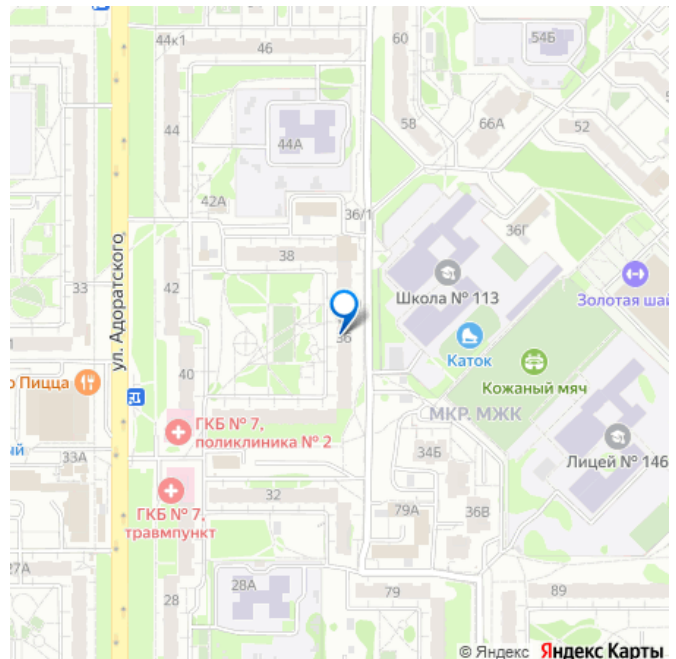 44к1
46
60
54Б
44
44А
58
66А
52
42А
36/1
36Г
ул. Адоратского
38
33
42
Школа № 113
Золотая шай
36
Каток
Кожаный мяч
40
о Пицца
МКР. МЖК
ГКБ № 7,
поликлиника № 2
ый
33А
34Б
Лицей № 146
ГКБ № 7,
травмпункт
32
79А
36В
27А
28А
28
79
89
© Яндекс Яндекс Карты